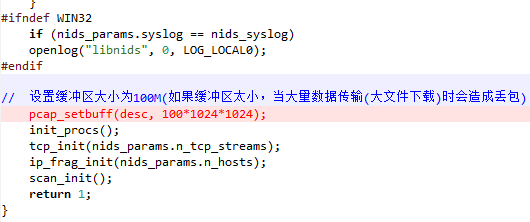 }
#ifndef WIN32
if (nids_params.syslog == nids_syslog)
openlog("libnids", 0, LOG_LOCAL0);
#endif
// 设置缓冲区大小为100M(如果缓冲区太小，当大量数据传输(大文件下载)时会造成丢包)
pcap_setbuff(desc, 100*1024*1024);
init_procs();
tcp_init(nids_params.n_tcp_streams);
ip_frag_init(nids_params.n_hosts);
scan_init();
return 1;
}